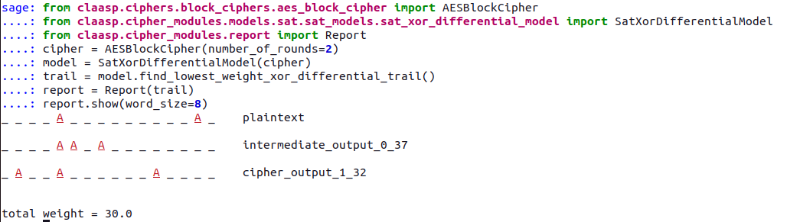 sage: from claasp.ciphers.block_ciphers.aes_block_cipher import AESBlockCipher
....: from claasp.cipher_modules.models.sat.sat_models.sat_xor_differential_model import SatXorDifferentialModel
....: from claasp.cipher_modules.report import Report
....: cipher = AESBlockCipher(number_of_rounds=2)
....: model = SatXorDifferentialModel(cipher)
....: trail = model.find_lowest_weight_xor_differential_trail()
....: report = Report(trail)
....: report.show(word_size=8)
_ _ _ _ A _ _ _ _ _ _ _ _ _ A _    plaintext
_ _ _ _ A A _ A _ _ _ _ _ _ _ _    intermediate_output_0_37
_ A _ _ A _ _ _ _ _ _ A _ _ _ _    cipher_output_1_32
total weight = 30.0